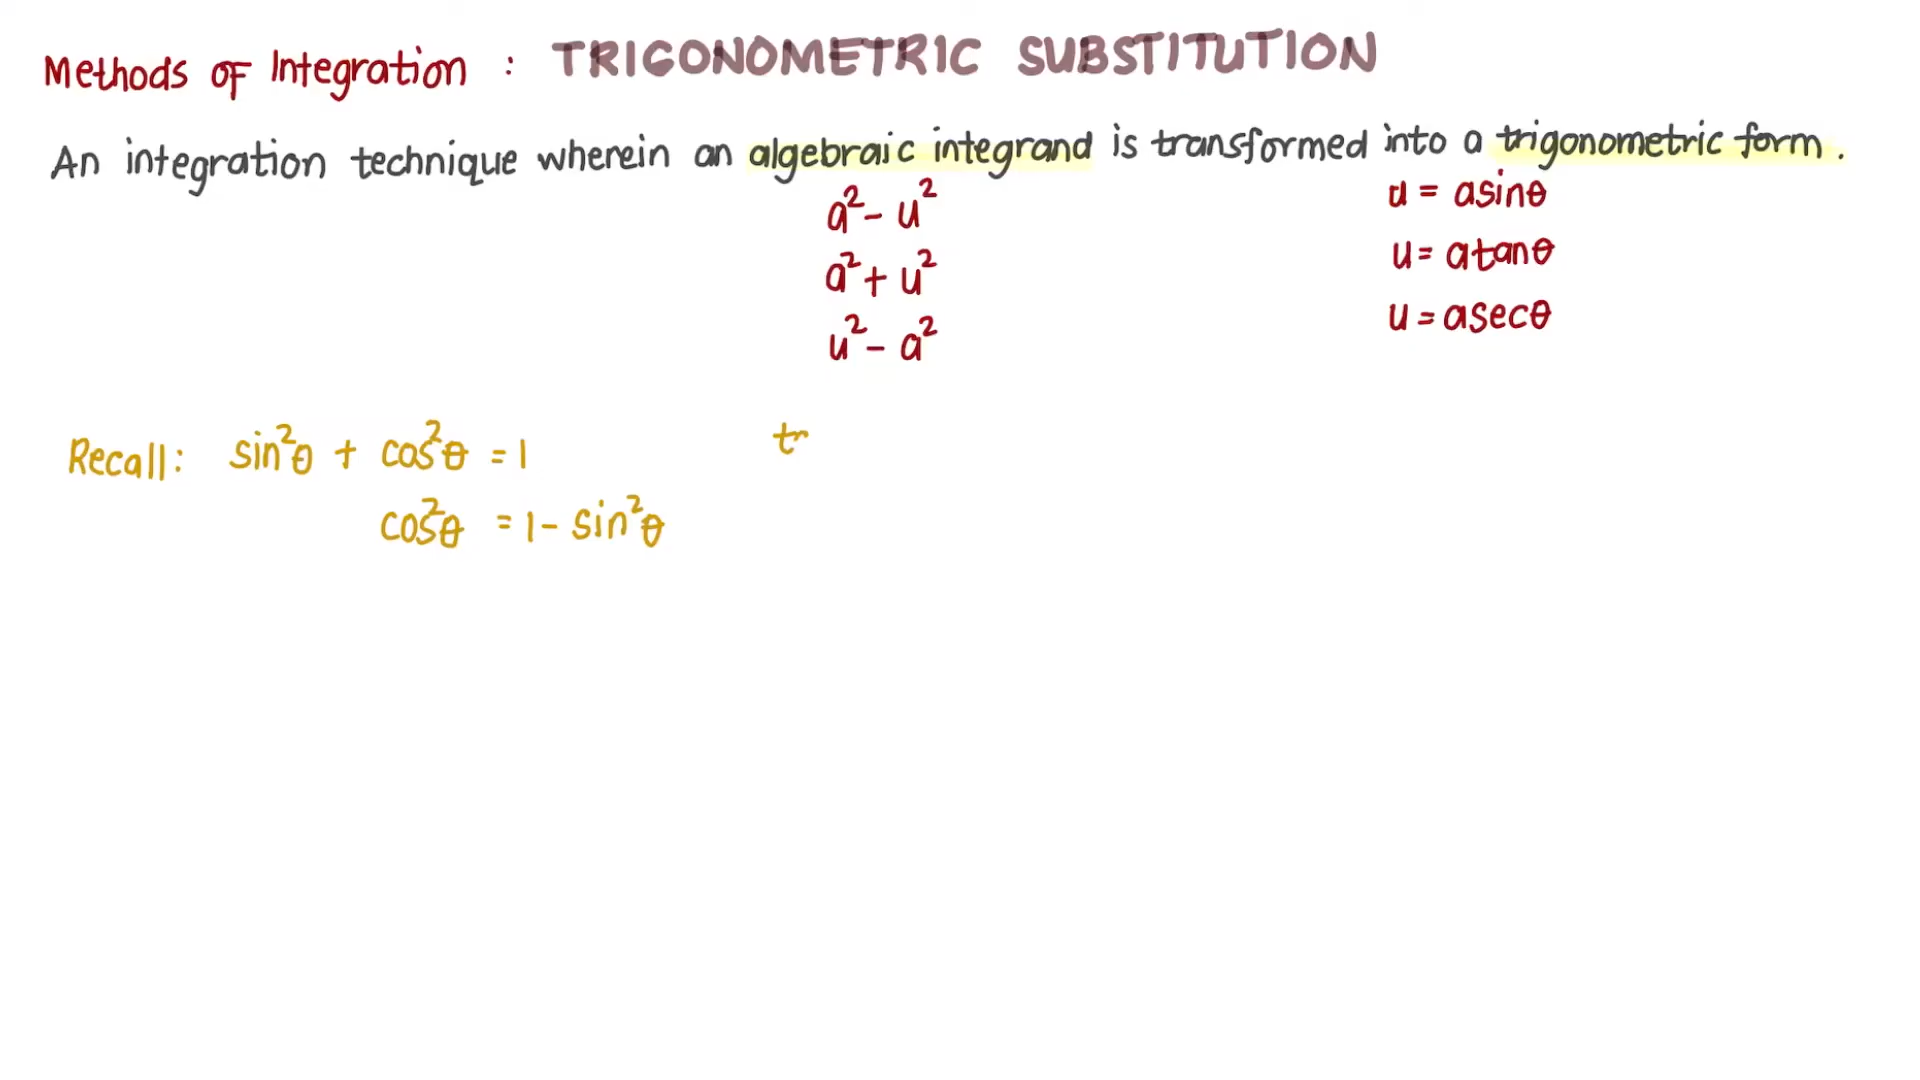 Methods of Integration : TRIGONOMETRIC SUBSTITUTION
An integration technique wherein an algebraic integrand is transformed into a trigonometric form.
a² - u² u = asinθ
a² + u² u = atanθ
u² - a² u = asecθ
Recall: sin²θ + cos²θ = 1 tr
cos²θ = 1 - sin²θ